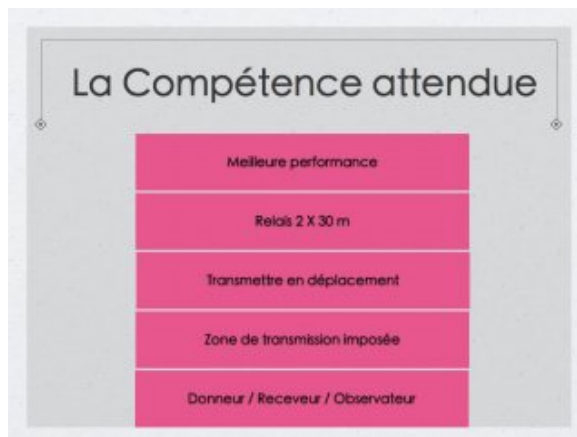 La Compétence attendue
Meilleure performance
Relais 2 X 30 m
Transmettre en déplacement
Zone de transmission imposée
Donneur / Receveur / Observateur